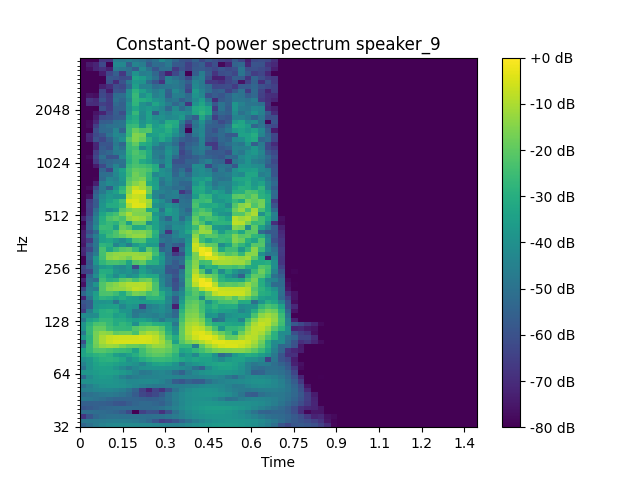 Constant-Q power spectrum speaker_9
Hz
2048
1024
512
256
128
64
32
0 0.15 0.3 0.45 0.6 0.75 0.9 1.1 1.2 1.4
Time
+0 dB
-10 dB
-20 dB
-30 dB
-40 dB
-50 dB
-60 dB
-70 dB
-80 dB